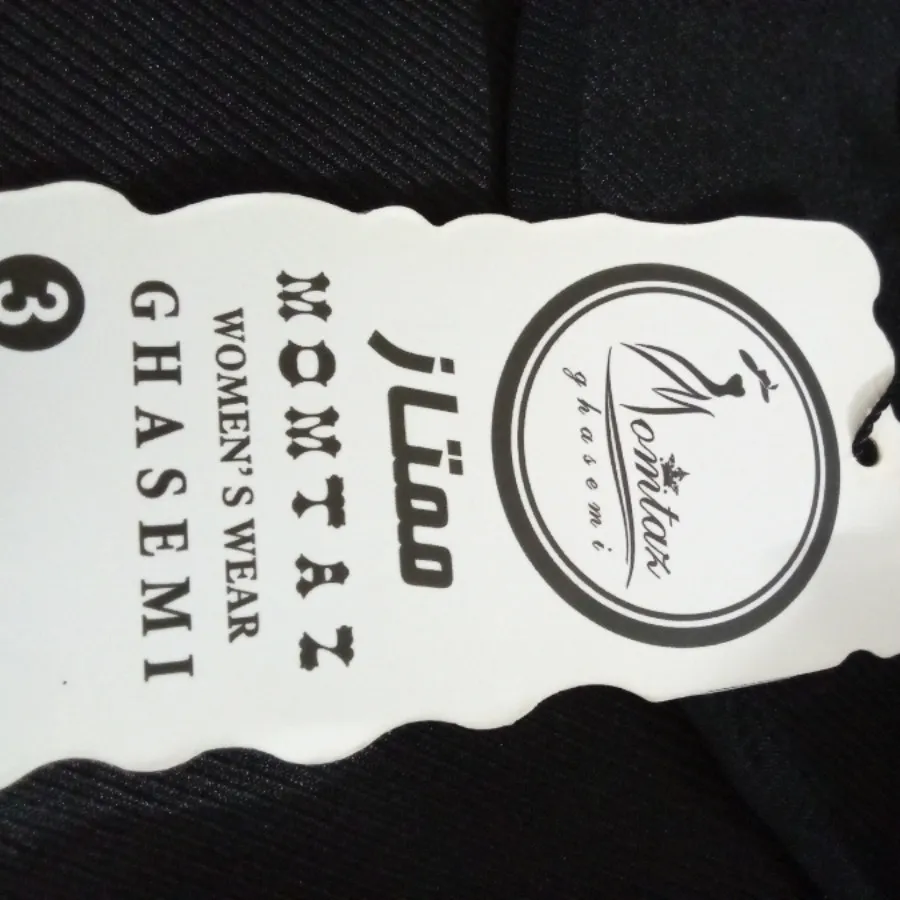 Momtaz
ghasemi
ممتاز
MOMTAZ
WOMEN'S WEAR
GHASEMI
3